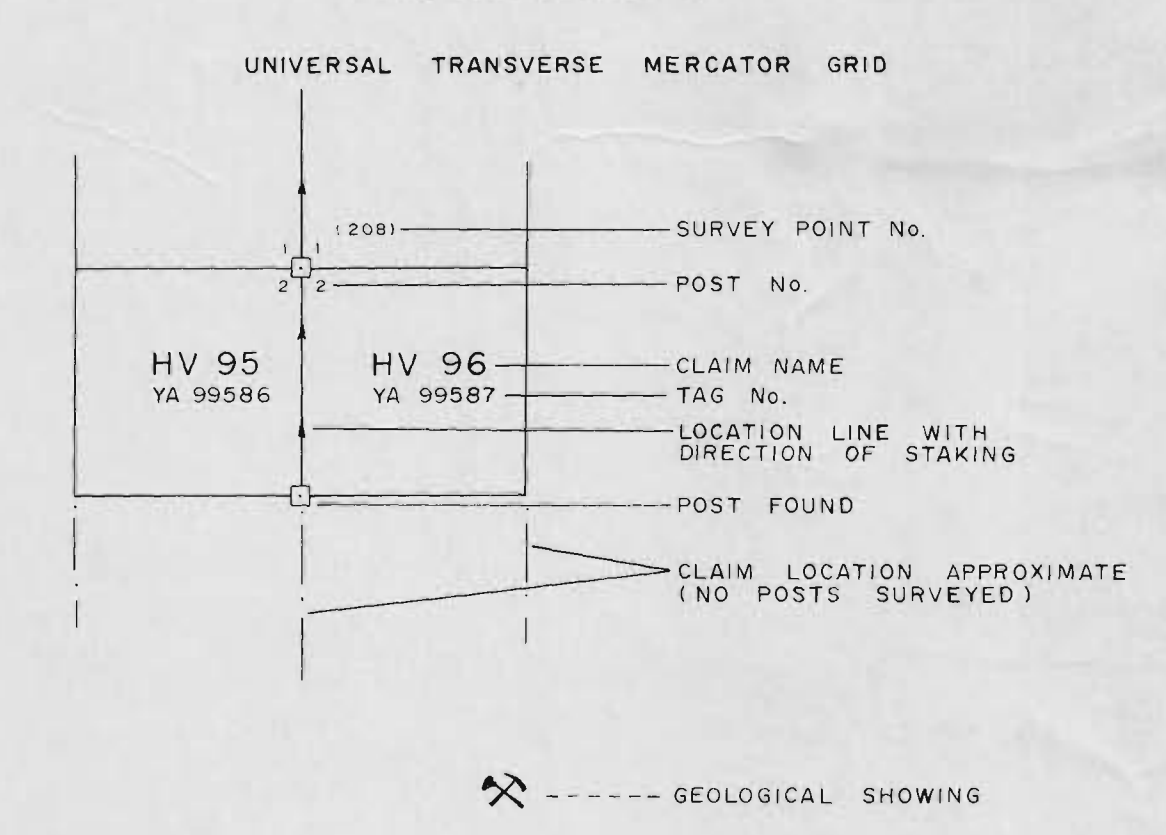 UNIVERSAL TRANSVERSE MERCATOR GRID
1 1 (208) SURVEY POINT No.
2 2 POST No.
HV 95 HV 96 CLAIM NAME
YA 99586 YA 99587 TAG No.
LOCATION LINE WITH
DIRECTION OF STAKING
POST FOUND
CLAIM LOCATION APPROXIMATE
(NO POSTS SURVEYED)
GEOLOGICAL SHOWING